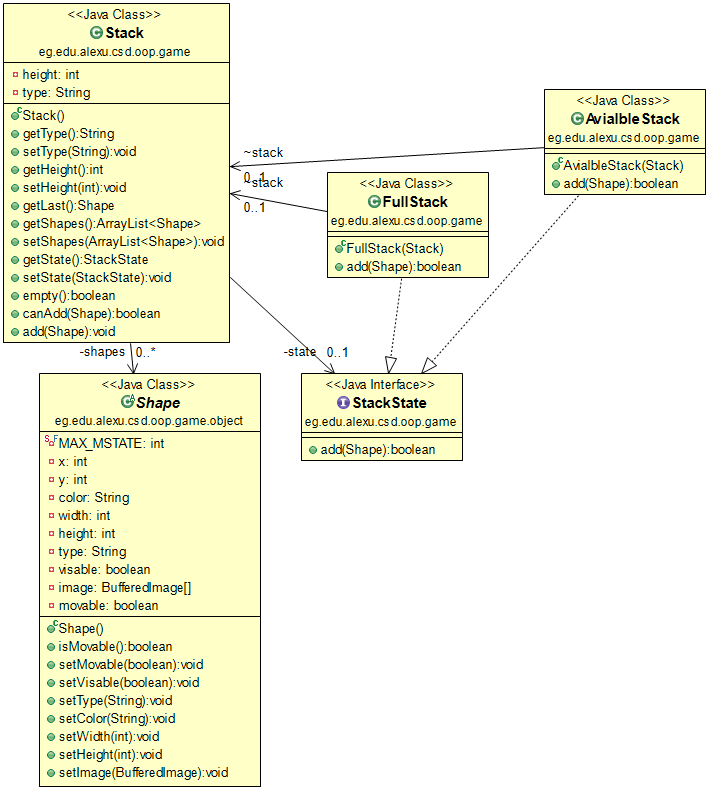 <<Java Class>>
Stack
eg.edu.alexu.csd.oop.game
height: int
type: String
Stack()
getType():String
setType(String):void
getHeight():int
setHeight(int):void
getLast():Shape
getShapes():ArrayList<Shape>
setShapes(ArrayList<Shape>):void
getState():StackState
setState(StackState):void
empty():boolean
canAdd(Shape):boolean
add(Shape):void
<<Java Class>>
AvialbleStack
eg.edu.alexu.csd.oop.game
AvialbleStack(Stack)
add(Shape):boolean
~stack
0..1
~stack
0..1
<<Java Class>>
FullStack
eg.edu.alexu.csd.oop.game
FullStack(Stack)
add(Shape):boolean
-shapes 0..*
-state 0..1
<<Java Class>>
Shape
eg.edu.alexu.csd.oop.game.object
MAX_MSTATE: int
x: int
y: int
color: String
width: int
height: int
type: String
visable: boolean
image: BufferedImage[]
movable: boolean
Shape()
isMovable():boolean
setMovable(boolean):void
setVisable(boolean):void
setType(String):void
setColor(String):void
setWidth(int):void
setHeight(int):void
setImage(BufferedImage):void
<<Java Interface>>
StackState
eg.edu.alexu.csd.oop.game
add(Shape):boolean